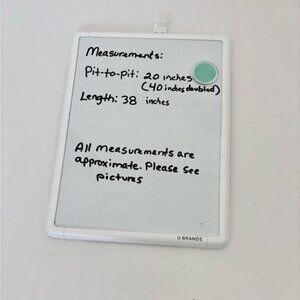 Measurements:
Pit-to-pit: 20 inches
(40 inches doubled)
Length: 38 inches
All measurements are
approximate. Please see
pictures
U BRANDS